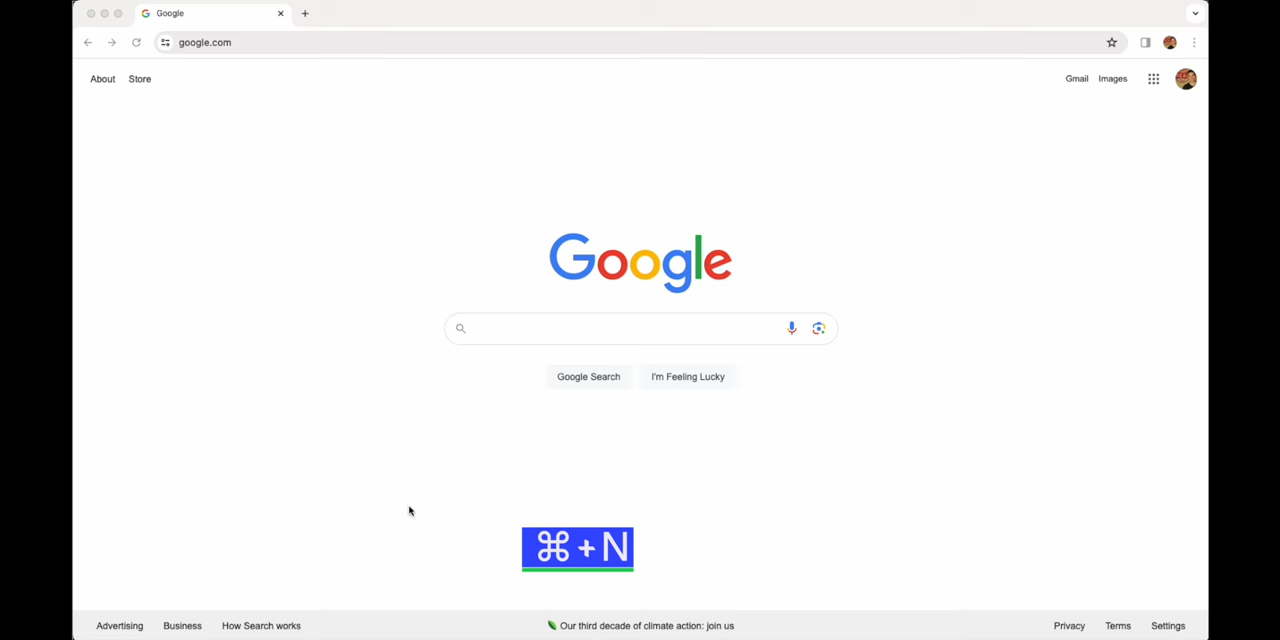 Google
google.com
About Store
Gmail Images
Google
Google Search I'm Feeling Lucky
⌘+N
Advertising Business How Search works
Our third decade of climate action: join us
Privacy Terms Settings